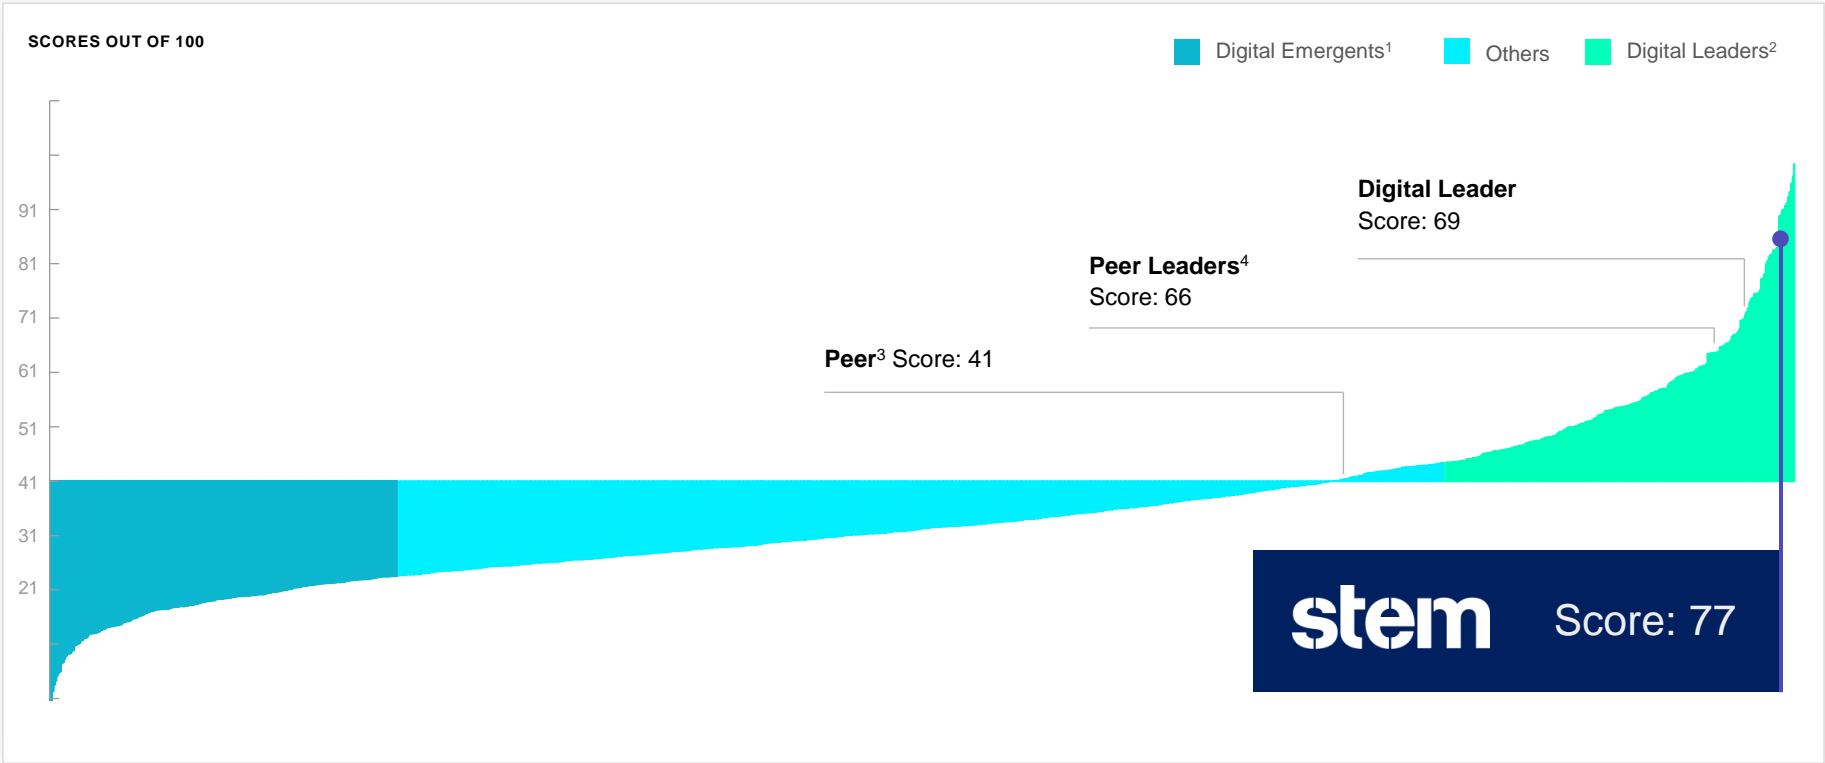 SCORES OUT OF 100
Digital Emergents¹
Others
Digital Leaders²
Digital Leader
Score: 69
Peer Leaders⁴
Score: 66
Peer³ Score: 41
91
81
71
61
51
41
31
21
stem Score: 77